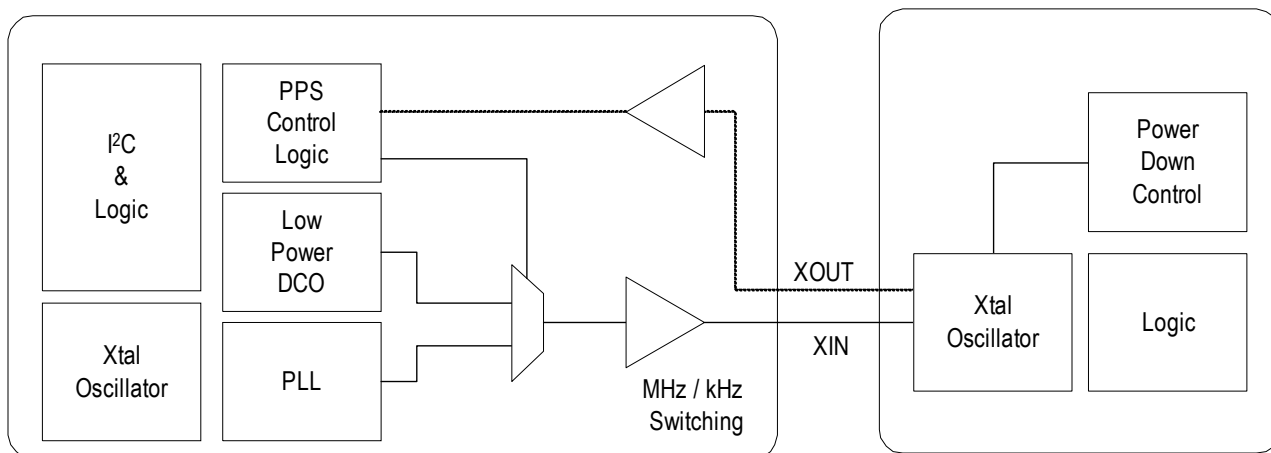 I²C
&
Logic
PPS
Control
Logic
Low
Power
DCO
Xtal
Oscillator
PLL
MHz / kHz
Switching
XOUT
XIN
Power
Down
Control
Xtal
Oscillator
Logic